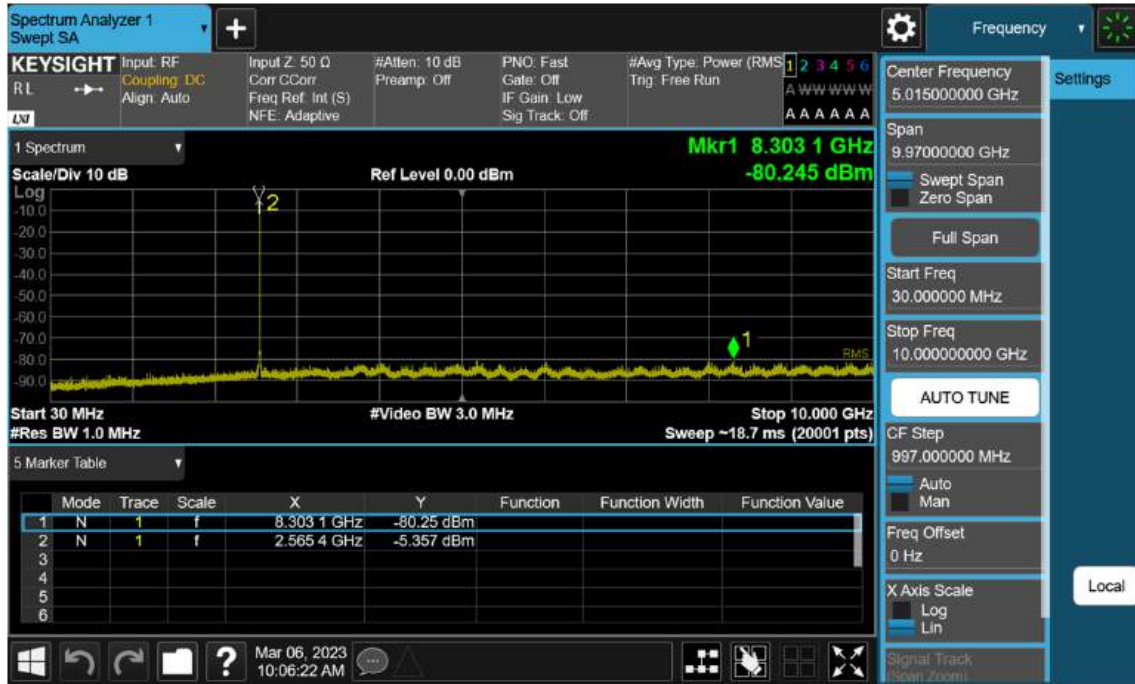 Spectrum Analyzer 1
Swept SA
+
Frequency
KEYSIGHT
R L
LXI
Input: RF
Coupling: DC
Align: Auto
Input Z: 50 Ω
Corr CCorr
Freq Ref: Int (S)
NFE: Adaptive
#Atten: 10 dB
Preamp: Off
PNO: Fast
Gate: Off
IF Gain: Low
Sig Track: Off
#Avg Type: Power (RMS
Trig: Free Run
1 2 3 4 5 6
A W W W W W
A A A A A A
1 Spectrum
Scale/Div 10 dB
Log
Ref Level 0.00 dBm
Mkr1 8.303 1 GHz
-80.245 dBm
-10.0
-20.0
-30.0
-40.0
-50.0
-60.0
-70.0
-80.0
-90.0
2
1
RMS
Start 30 MHz
#Res BW 1.0 MHz
#Video BW 3.0 MHz
Stop 10.000 GHz
Sweep ~18.7 ms (20001 pts)
5 Marker Table
Mode Trace Scale X Y Function Function Width Function Value
1 N 1 f 8.303 1 GHz -80.25 dBm
2 N 1 f 2.565 4 GHz -5.357 dBm
3
4
5
6
?
Mar 06, 2023
10:06:22 AM
Center Frequency
5.015000000 GHz
Span
9.97000000 GHz
Swept Span
Zero Span
Full Span
Start Freq
30.000000 MHz
Stop Freq
10.000000000 GHz
AUTO TUNE
CF Step
997.000000 MHz
Auto
Man
Freq Offset
0 Hz
X Axis Scale
Log
Lin
Signal Track
(Span Zoom)
Settings
Local